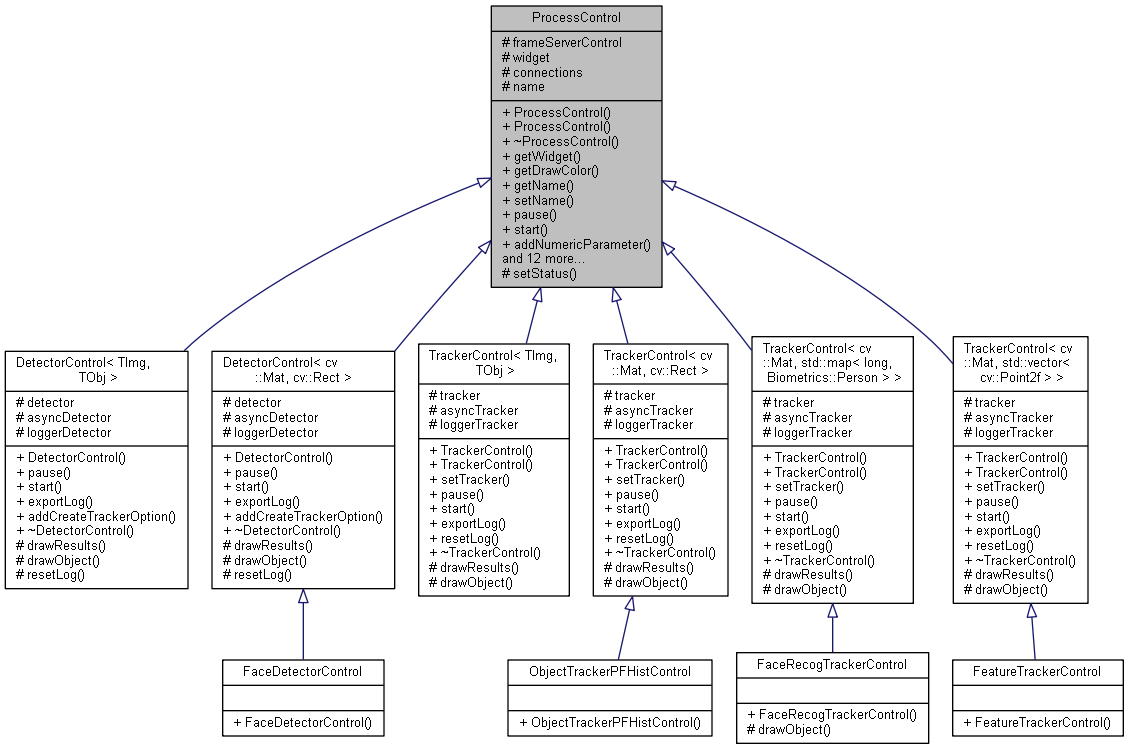 ProcessControl
# frameServerControl
# widget
# connections
# name
+ ProcessControl()
+ ProcessControl()
+ ~ProcessControl()
+ getWidget()
+ getDrawColor()
+ getName()
+ setName()
+ pause()
+ start()
+ addNumericParameter()
and 12 more...
# setStatus()
DetectorControl< TImg,
TObj >
# detector
# asyncDetector
# loggerDetector
+ DetectorControl()
+ pause()
+ start()
+ exportLog()
+ addCreateTrackerOption()
+ ~DetectorControl()
# drawResults()
# drawObject()
# resetLog()
DetectorControl< cv
::Mat, cv::Rect >
# detector
# asyncDetector
# loggerDetector
+ DetectorControl()
+ pause()
+ start()
+ exportLog()
+ addCreateTrackerOption()
+ ~DetectorControl()
# drawResults()
# drawObject()
# resetLog()
TrackerControl< TImg,
TObj >
# tracker
# asyncTracker
# loggerTracker
+ TrackerControl()
+ TrackerControl()
+ setTracker()
+ pause()
+ start()
+ exportLog()
+ resetLog()
+ ~TrackerControl()
# drawResults()
# drawObject()
TrackerControl< cv
::Mat, cv::Rect >
# tracker
# asyncTracker
# loggerTracker
+ TrackerControl()
+ TrackerControl()
+ setTracker()
+ pause()
+ start()
+ exportLog()
+ resetLog()
+ ~TrackerControl()
# drawResults()
# drawObject()
TrackerControl< cv
::Mat, std::map< long,
Biometrics::Person > >
# tracker
# asyncTracker
# loggerTracker
+ TrackerControl()
+ TrackerControl()
+ setTracker()
+ pause()
+ start()
+ exportLog()
+ resetLog()
+ ~TrackerControl()
# drawResults()
# drawObject()
TrackerControl< cv
::Mat, std::vector<
cv::Point2f > >
# tracker
# asyncTracker
# loggerTracker
+ TrackerControl()
+ TrackerControl()
+ setTracker()
+ pause()
+ start()
+ exportLog()
+ resetLog()
+ ~TrackerControl()
# drawResults()
# drawObject()
FaceDetectorControl
+ FaceDetectorControl()
ObjectTrackerPFHistControl
+ ObjectTrackerPFHistControl()
FaceRecogTrackerControl
+ FaceRecogTrackerControl()
# drawObject()
FeatureTrackerControl
+ FeatureTrackerControl()